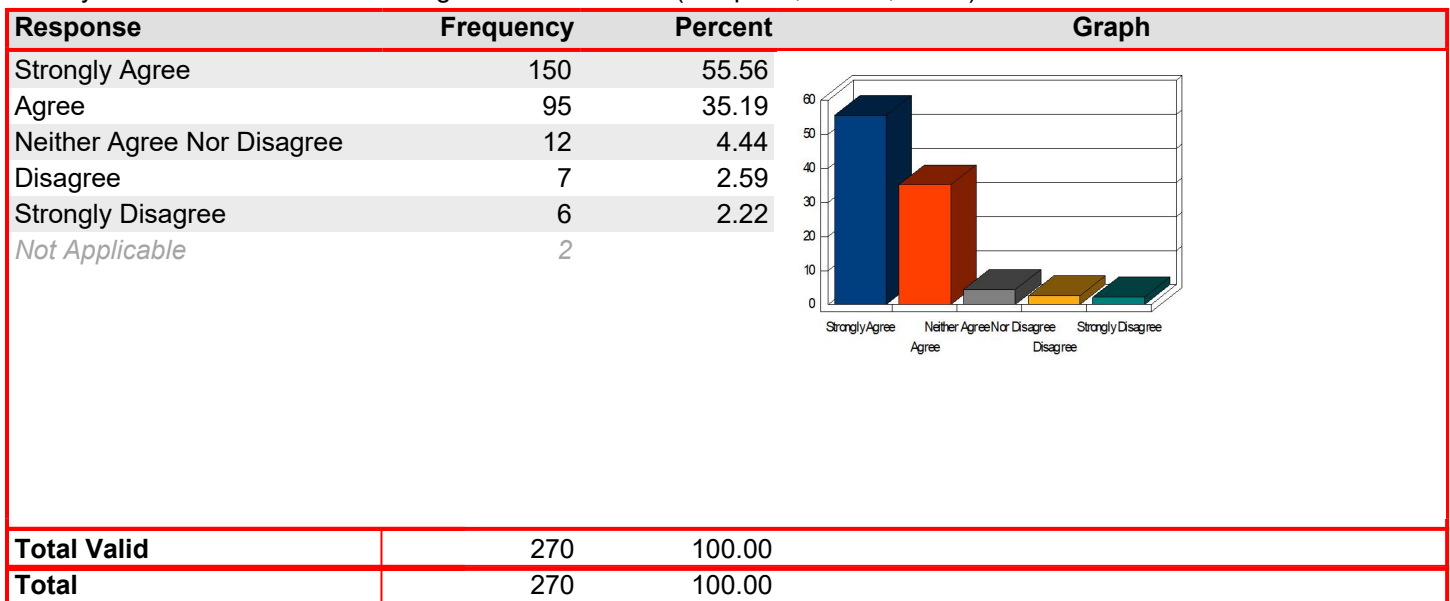 Response Frequency Percent Graph
Strongly Agree 150 55.56
Agree 95 35.19
Neither Agree Nor Disagree 12 4.44
Disagree 7 2.59
Strongly Disagree 6 2.22
Not Applicable 2
60
50
40
30
20
10
0
Strongly Agree Neither Agree Nor Disagree Strongly Disagree
Agree Disagree
Total Valid 270 100.00
Total 270 100.00